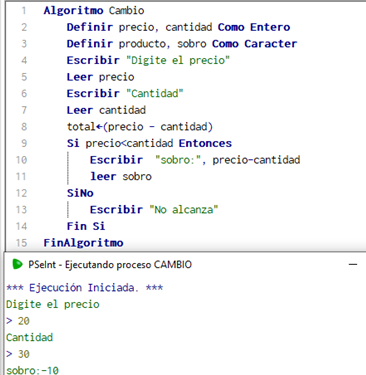 1 Algoritmo Cambio
2 Definir precio, cantidad Como Entero
3 Definir producto, sobro Como Caracter
4 Escribir "Digite el precio"
5 Leer precio
6 Escribir "Cantidad"
7 Leer cantidad
8 total←(precio - cantidad)
9 Si precio<cantidad Entonces
10 Escribir "sobro:", precio-cantidad
11 leer sobro
12 SiNo
13 Escribir "No alcanza"
14 Fin Si
15 FinAlgoritmo
PSeInt - Ejecutando proceso CAMBIO
*** Ejecución Iniciada. ***
Digite el precio
> 20
Cantidad
> 30
sobro:-10